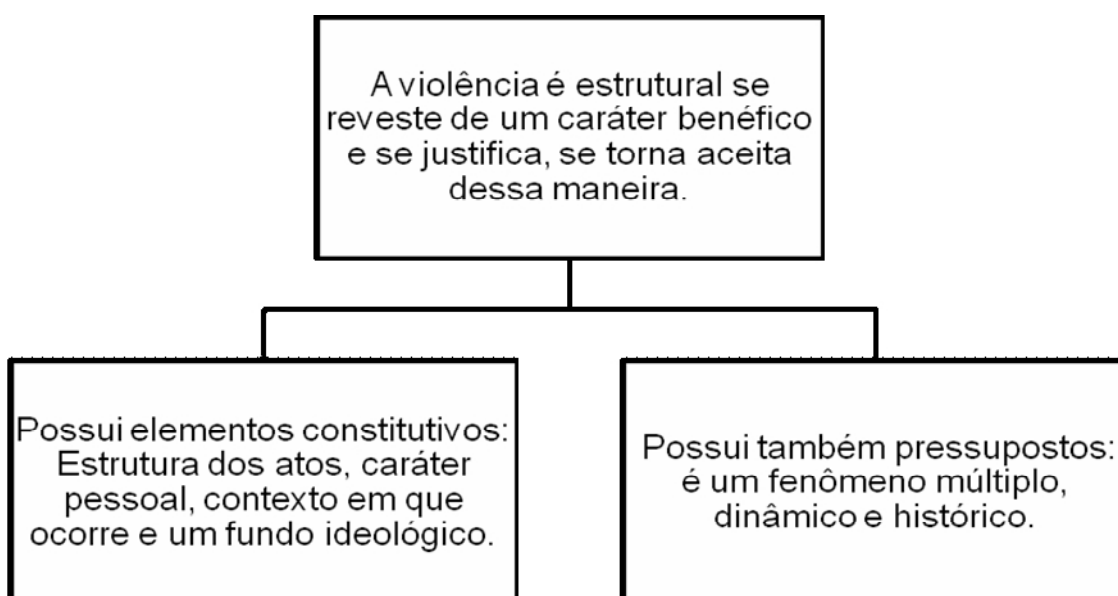 A violência é estrutural se
reveste de um caráter benéfico
e se justifica, se torna aceita
dessa maneira.
Possui elementos constitutivos:
Estrutura dos atos, caráter
pessoal, contexto em que
ocorre e um fundo ideológico.
Possui também pressupostos:
é um fenômeno múltiplo,
dinâmico e histórico.